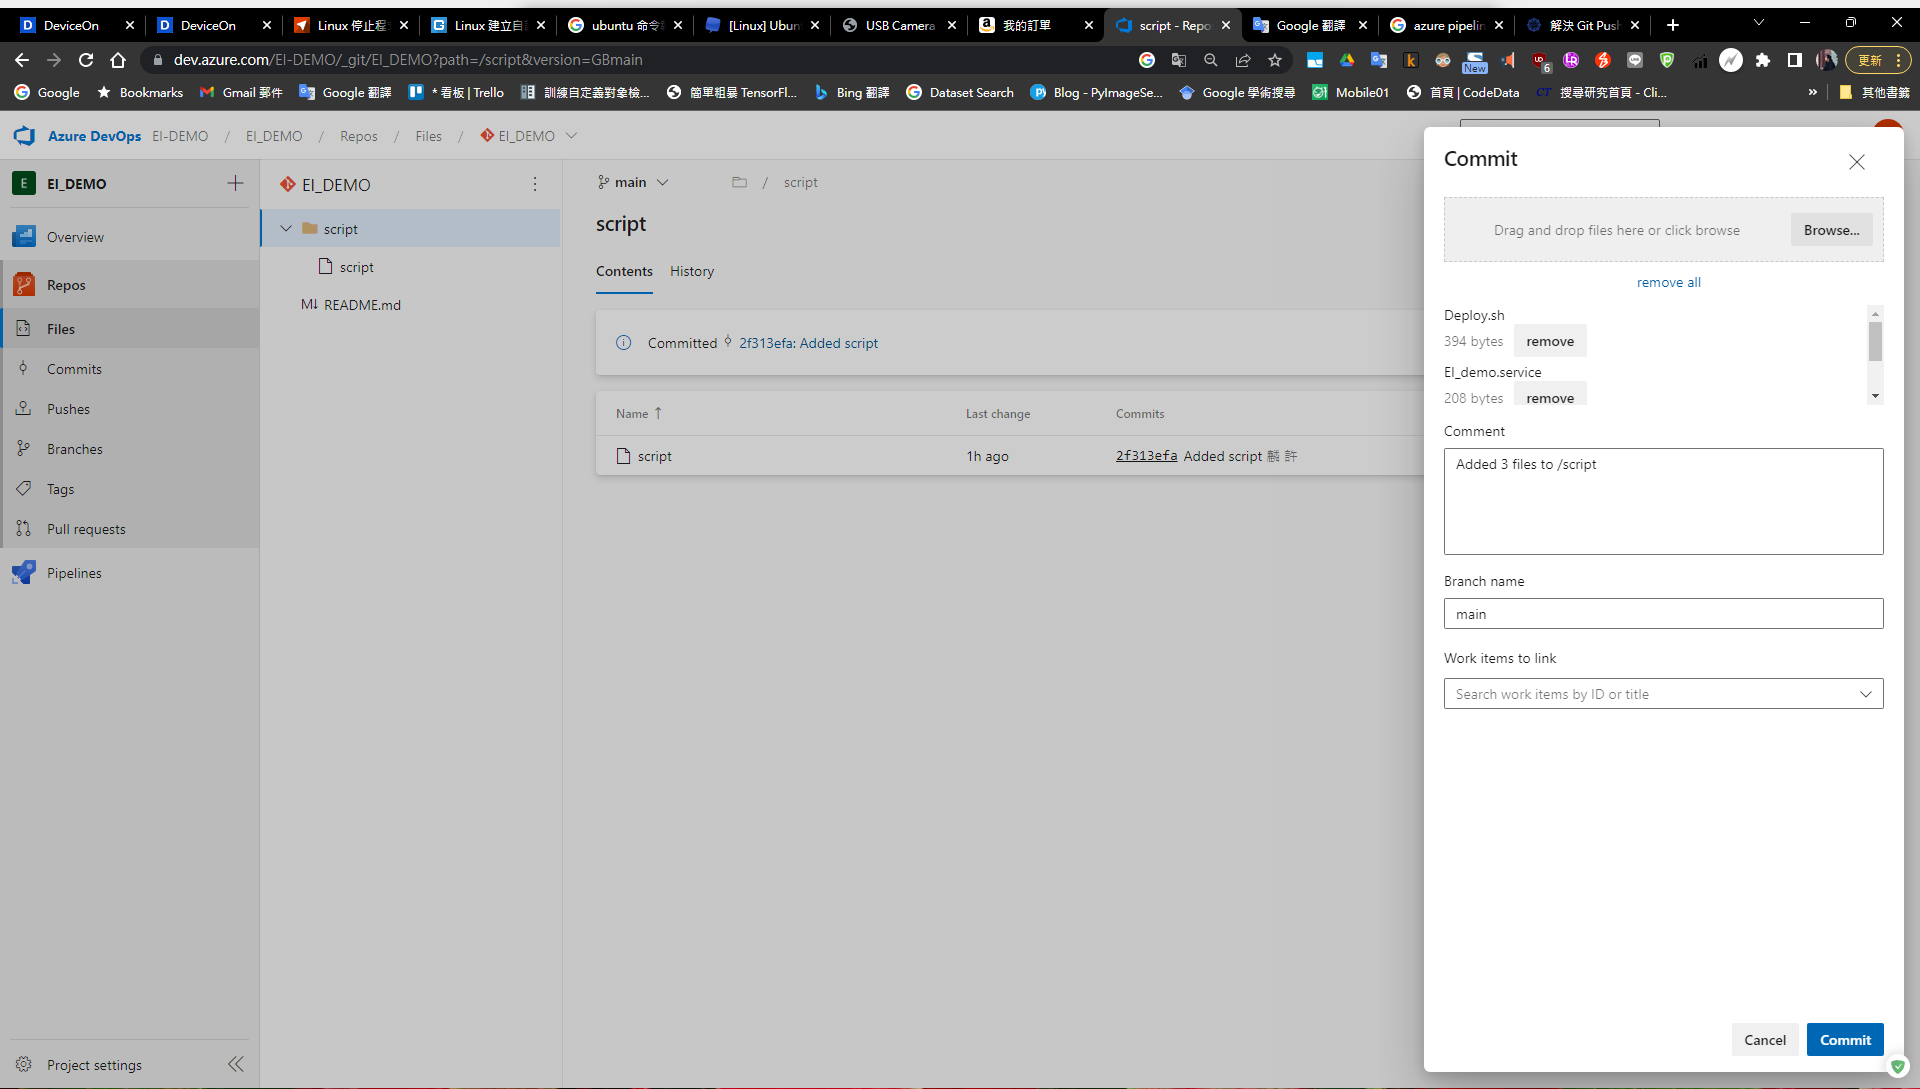 DeviceOn
DeviceOn
Linux 停止程
Linux 建立自
ubuntu 命令
[Linux] Ubun
USB Camera
我的訂單
script - Repo
Google 翻譯
azure pipelin
解決 Git Push
dev.azure.com/EI-DEMO/_git/EI_DEMO?path=/script&version=GBmain
New
6
更新
Google
Bookmarks
Gmail 郵件
Google 翻譯
* 看板 | Trello
訓練自定義對象檢...
簡單粗暴 TensorFl...
Bing 翻譯
Dataset Search
Blog - PyImageSe...
Google 學術搜尋
Mobile01
首頁 | CodeData
CT 搜尋研究首頁 - Cli...
»
其他書籤
Azure DevOps EI-DEMO / EI_DEMO / Repos / Files / EI_DEMO
E EI_DEMO
Overview
Repos
Files
Commits
Pushes
Branches
Tags
Pull requests
Pipelines
Project settings
EI_DEMO
script
script
M↓ README.md
main / script
script
Contents History
Committed 2f313efa: Added script
Name ↑ Last change Commits
script 1h ago 2f313efa Added script 許
Commit
Drag and drop files here or click browse
Browse...
remove all
Deploy.sh
394 bytes remove
EI_demo.service
208 bytes remove
Comment
Added 3 files to /script
Branch name
main
Work items to link
Search work items by ID or title
Cancel Commit